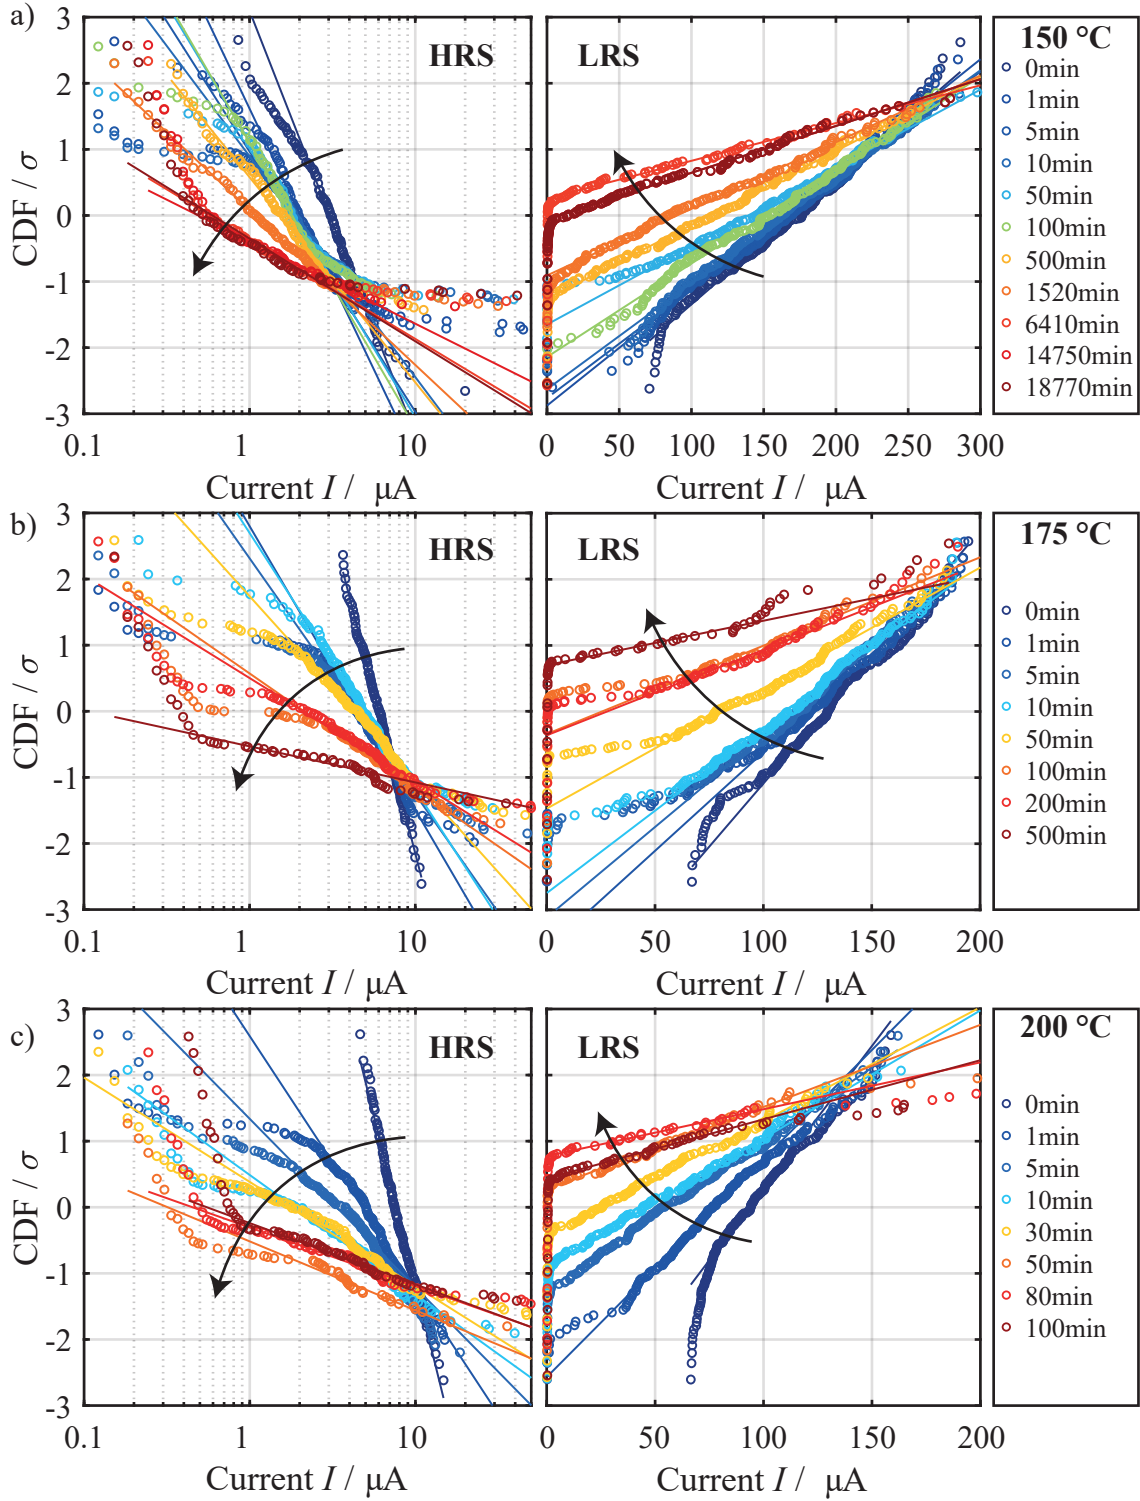 a)
3
2
1
0
-1
-2
-3
CDF / σ
HRS
0.1
1
10
Current I / μA
LRS
0
50
100
150
200
250
300
Current I / μA
150 °C
0min
1min
5min
10min
50min
100min
500min
1520min
6410min
14750min
18770min
b)
3
2
1
0
-1
-2
-3
CDF / σ
HRS
0.1
1
10
Current I / μA
LRS
0
50
100
150
200
Current I / μA
175 °C
0min
1min
5min
10min
50min
100min
200min
500min
c)
3
2
1
0
-1
-2
-3
CDF / σ
HRS
0.1
1
10
Current I / μA
LRS
0
50
100
150
200
Current I / μA
200 °C
0min
1min
5min
10min
30min
50min
80min
100min